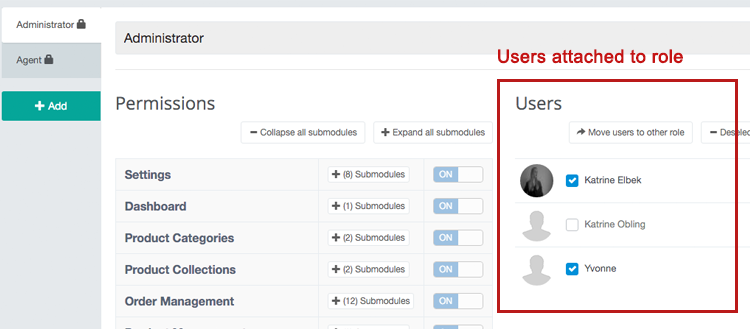 Administrator
Agent
Add
Administrator
Users attached to role
Permissions
Collapse all submodules
Expand all submodules
Settings
(8) Submodules
ON
Dashboard
(1) Submodules
ON
Product Categories
(2) Submodules
ON
Product Collections
(2) Submodules
ON
Order Management
(12) Submodules
ON
Users
Move users to other role
Katrine Elbek
Katrine Obling
Yvonne